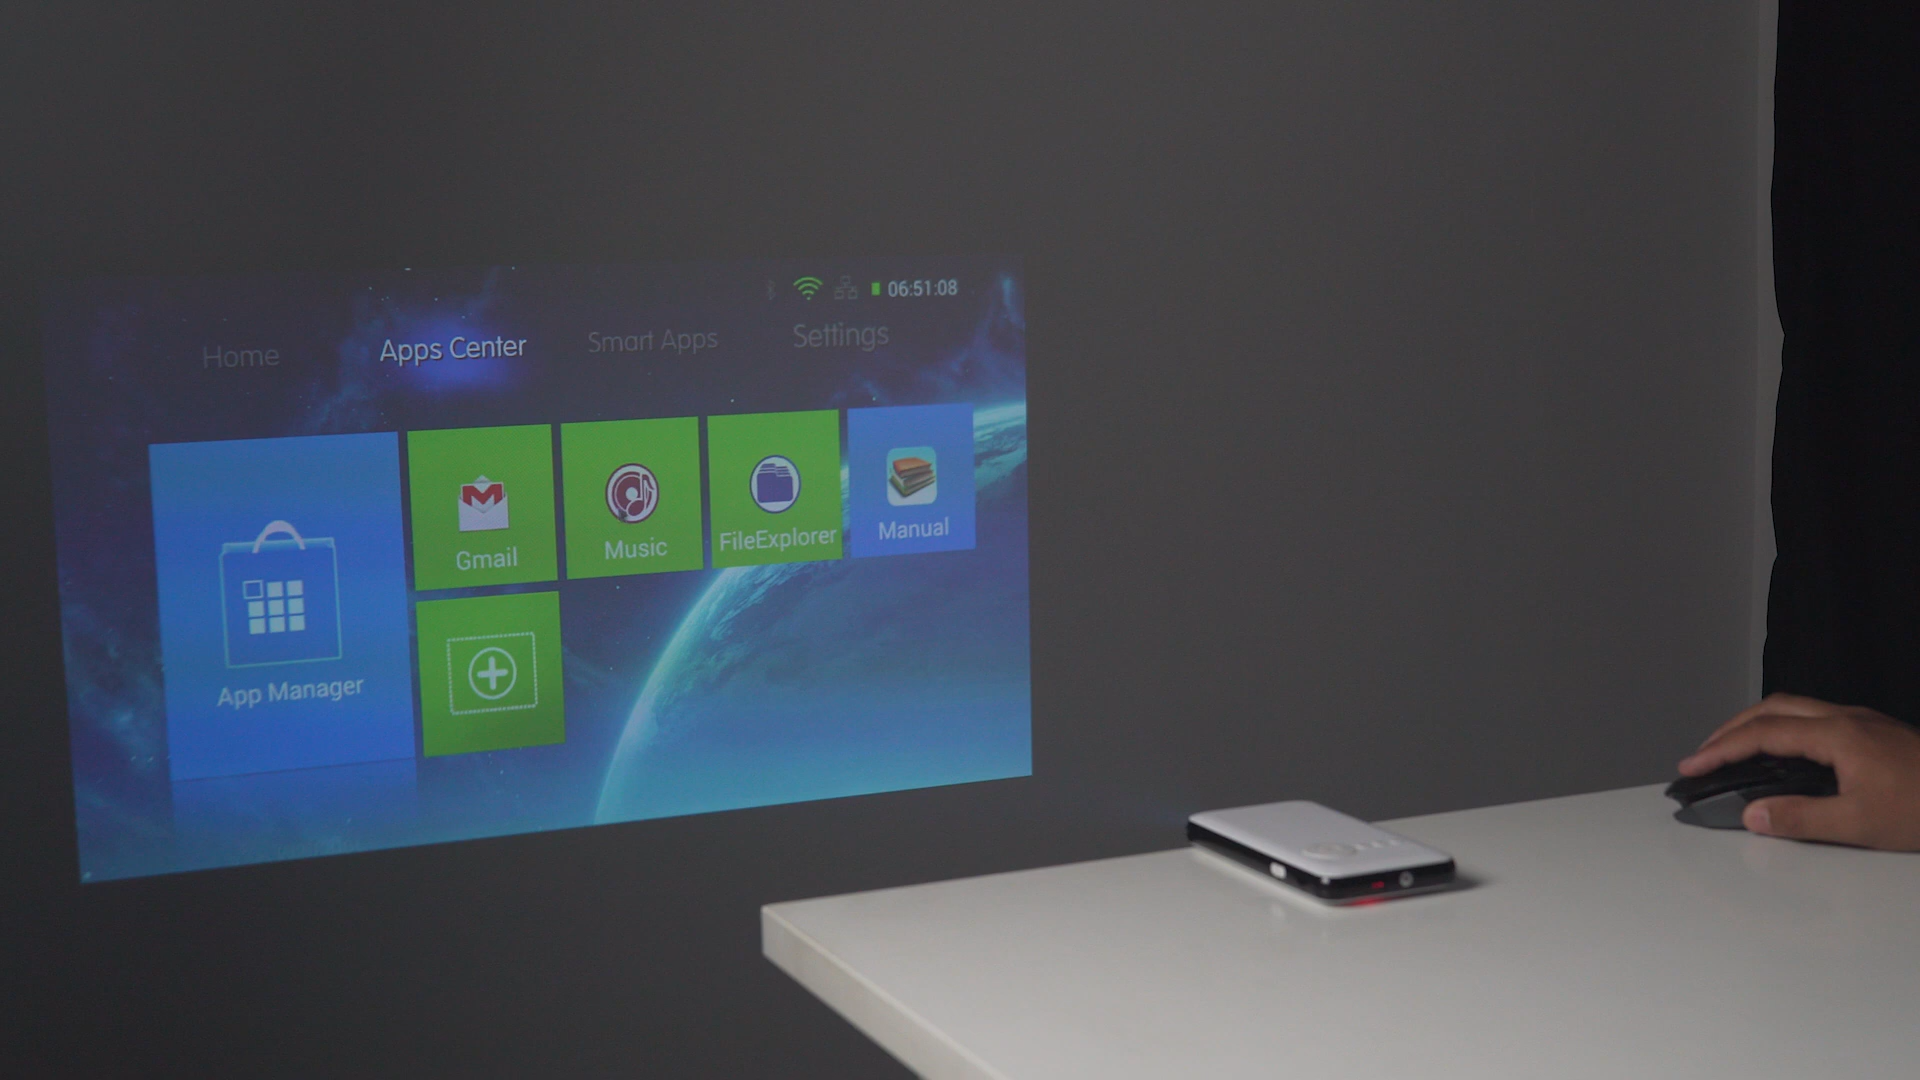 06:51:08
Home Apps Center Smart Apps Settings
Gmail Music FileExplorer Manual
App Manager